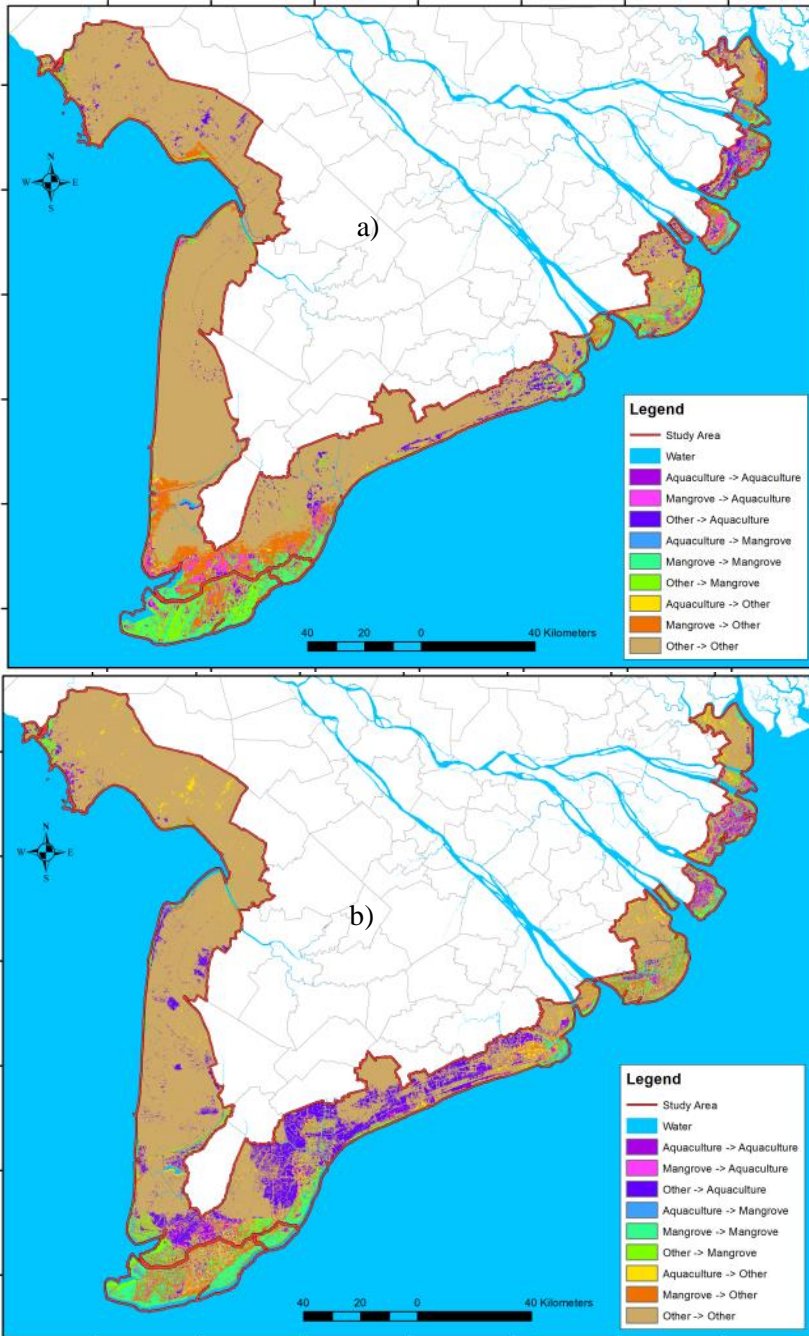 N
W E
S
a)
Legend
Study Area
Water
Aquaculture -> Aquaculture
Mangrove -> Aquaculture
Other -> Aquaculture
Aquaculture -> Mangrove
Mangrove -> Mangrove
Other -> Mangrove
Aquaculture -> Other
Mangrove -> Other
Other -> Other
40 20 0 40 Kilometers
N
W E
S
b)
Legend
Study Area
Water
Aquaculture -> Aquaculture
Mangrove -> Aquaculture
Other -> Aquaculture
Aquaculture -> Mangrove
Mangrove -> Mangrove
Other -> Mangrove
Aquaculture -> Other
Mangrove -> Other
Other -> Other
40 20 0 40 Kilometers